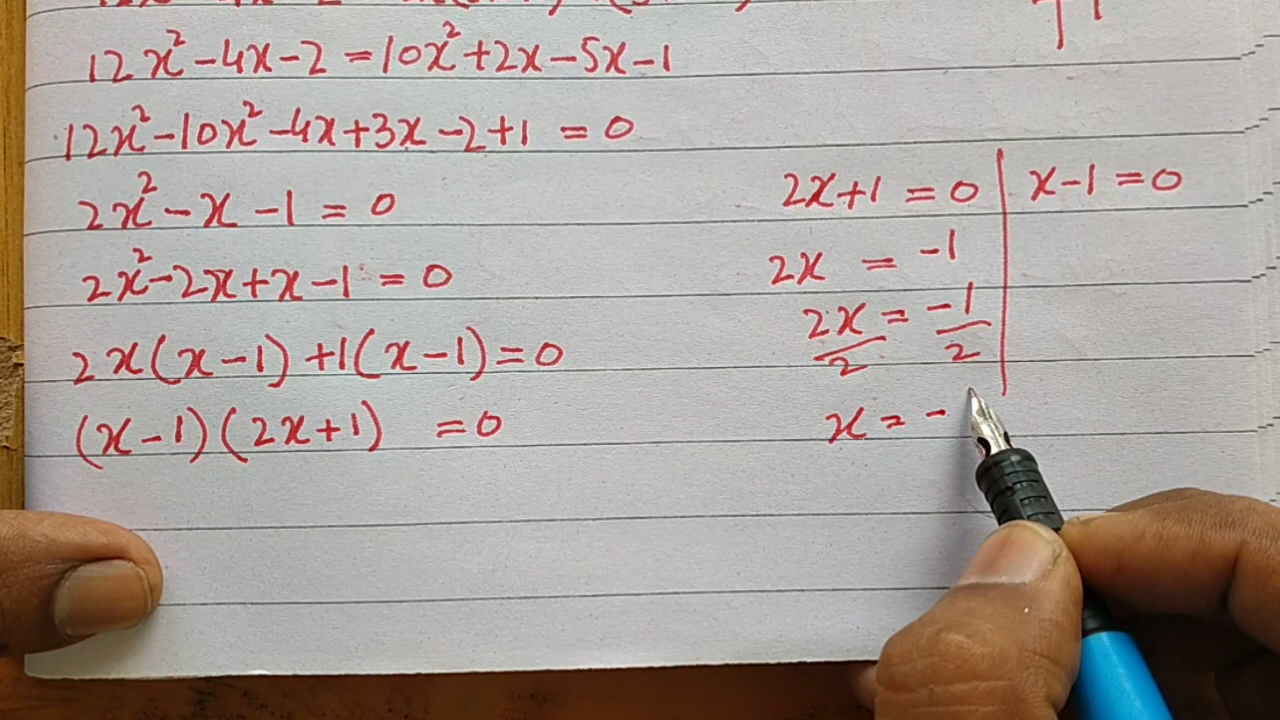 12x²-4x-2 = 10x²+2x-5x-1
12x²-10x²-4x+3x-2+1 = 0
2x²-x-1 = 0
2x²-2x+x-1 = 0
2x(x-1)+1(x-1)=0
(x-1)(2x+1) =0
2x+1 = 0
2x = -1
2x/2 = -1/2
x = -
x-1=0